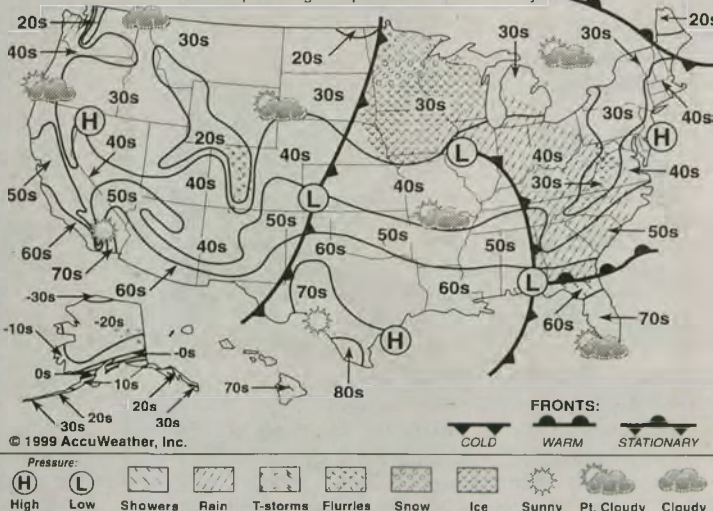 20s
30s
30s
30s
20s
40s
20s
30s
30s
30s
30s
30s
H
20s
40s
H
40s
40s
40s
40s
L
40s
30s
40s
50s
50s
L
50s
40s
50s
50s
50s
60s
60s
70s
60s
70s
60s
L
60s
70s
-30s
-20s
-10s
-0s
H
0s
10s
20s
70s
80s
30s
20s
30s
FRONTS:
© 1999 AccuWeather, Inc.
COLD WARM STATIONARY
Pressure:
H L
High Low Showers Rain T-storms Flurries Snow Ice Sunny Pt. Cloudy Cloudy